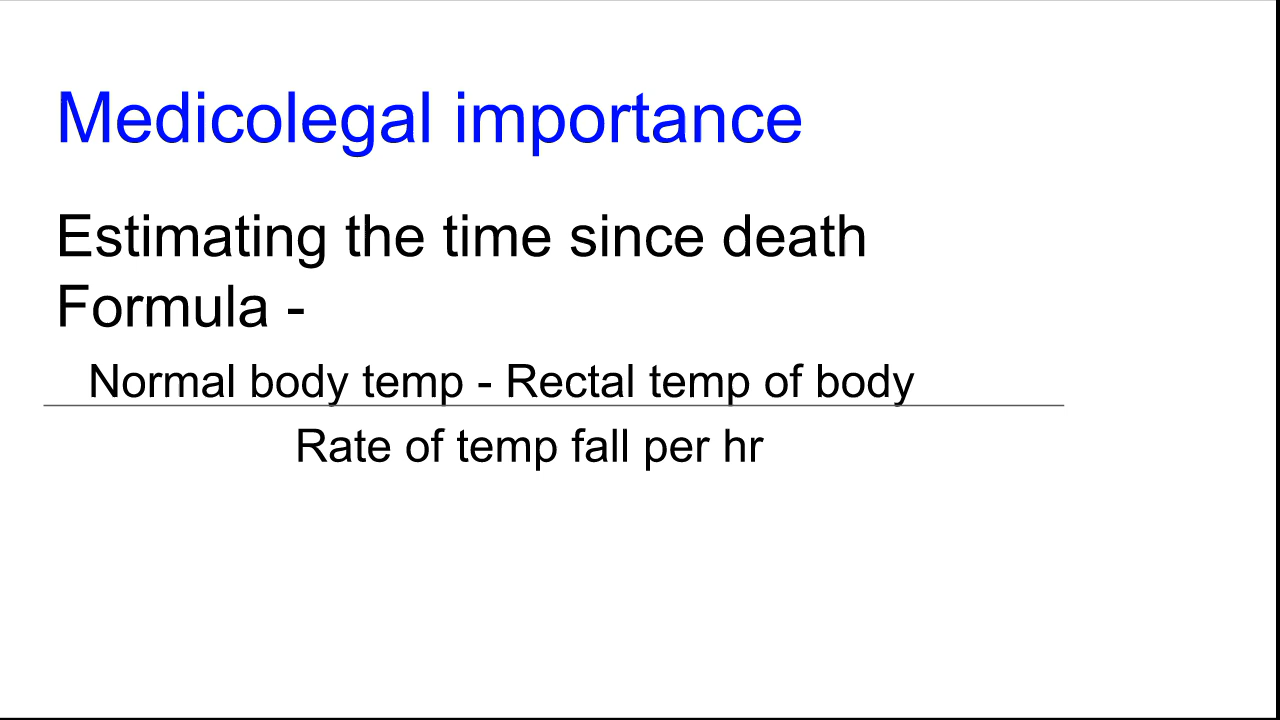 Medicolegal importance
Estimating the time since death
Formula -
Normal body temp - Rectal temp of body
Rate of temp fall per hr